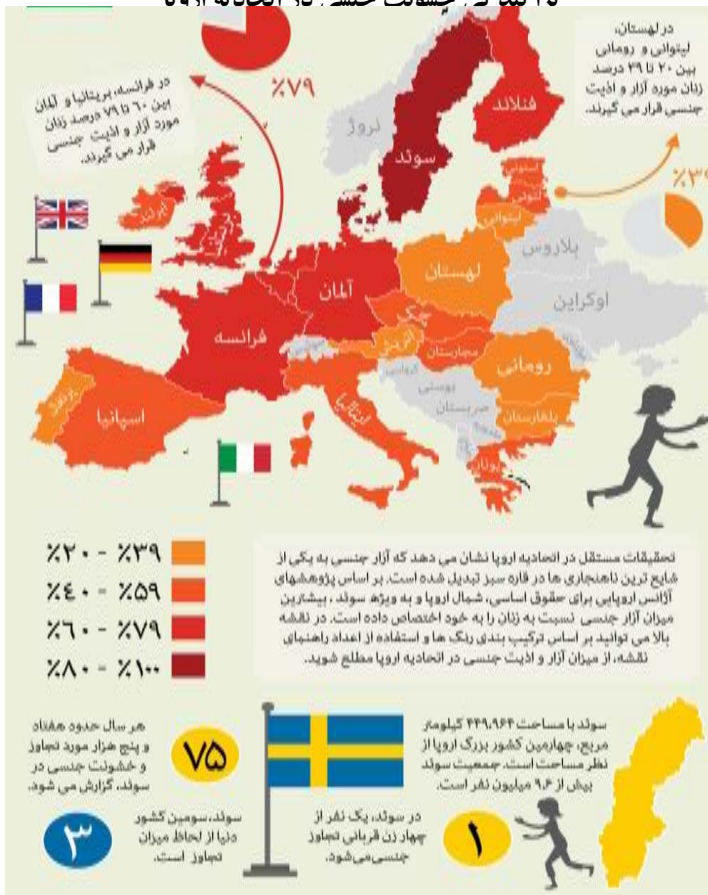 در لهستان،
لیتوانی و رومانی
بین ۲۰ تا ۳۹ درصد
زنان مورد آزار و اذیت
جنسی قرار می گیرند.
٪۷۹
در فرانسه، بریتانیا و آلمان
بین ۶۰ تا ۷۹ درصد زنان
مورد آزار و اذیت جنسی
قرار می گیرند.
٪۳۹
نروژ
سوئد
فنلاند
استونی
لتونی
لیتوانی
ایرلند
بلاروس
لهستان
اوکراین
آلمان
چک
فرانسه
اتریش
مجارستان
رومانی
کرواسی
بوسنی
صربستان
بلغارستان
ایتالیا
پرتغال
اسپانیا
یونان
٪۲۰ - ٪۳۹
٪۴۰ - ٪۵۹
٪۶۰ - ٪۷۹
٪۸۰ - ٪۱۰۰
تحقیقات مستقل در اتحادیه اروپا نشان می دهد که آزار جنسی به یکی از
شایع ترین ناهنجاری ها در قاره سبز تبدیل شده است. بر اساس پژوهشهای
آژانس اروپایی برای حقوق اساسی، شمال اروپا و به ویژه سوئد ، بیشترین
میزان آزار جنسی نسبت به زنان را به خود اختصاص داده است. در نقشه
بالا می توانید بر اساس ترکیب بندی رنگ ها و استفاده از اعداد راهنمای
نقشه، از میزان آزار و اذیت جنسی در اتحادیه اروپا مطلع شوید.
سوئد با مساحت ۴۴۹،۹۶۴ کیلومتر
مربع، چهارمین کشور بزرگ اروپا از
نظر مساحت است. جمعیت سوئد
بیش از ۹.۶ میلیون نفر است.
۷۵
هر سال حدود هفتاد
و پنج هزار مورد تجاوز
و خشونت جنسی در
سوئد، گزارش می شود.
۱
در سوئد، یک نفر از
چهار زن قربانی تجاوز
جنسی می‌شود.
۳
سوئد، سومین کشور
دنیا از لحاظ میزان
تجاوز است.